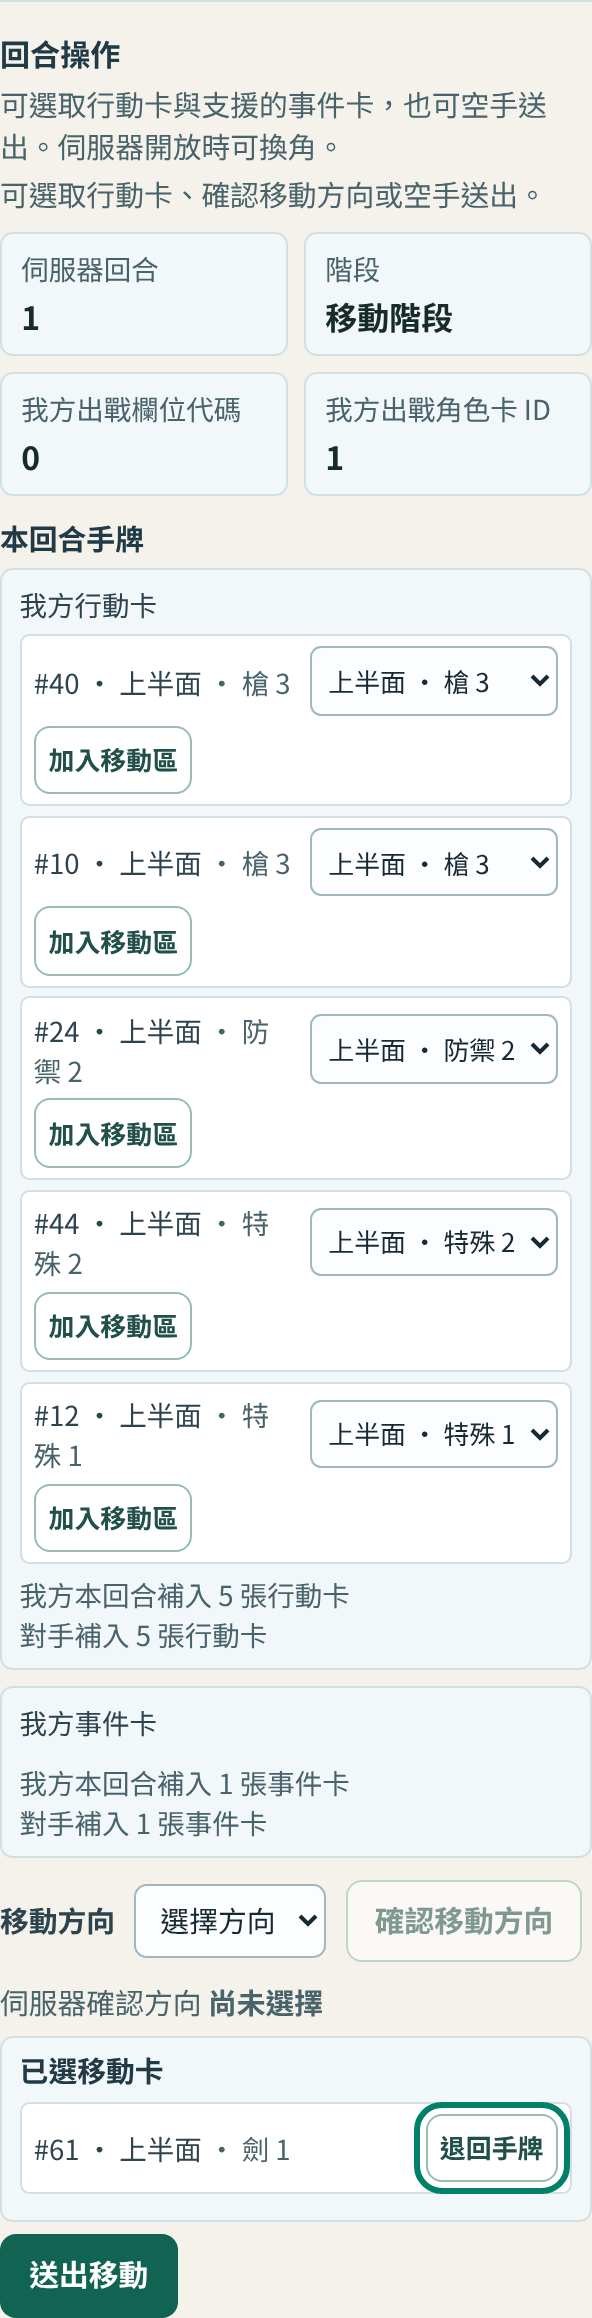 回合操作
可選取行動卡與支援的事件卡，也可空手送
出。伺服器開放時可換角。
可選取行動卡、確認移動方向或空手送出。
伺服器回合
1
階段
移動階段
我方出戰欄位代碼
0
我方出戰角色卡 ID
1
本回合手牌
我方行動卡
#40 · 上半面 · 槍 3
上半面 · 槍 3
加入移動區
#10 · 上半面 · 槍 3
上半面 · 槍 3
加入移動區
#24 · 上半面 · 防
禦 2
上半面 · 防禦 2
加入移動區
#44 · 上半面 · 特
殊 2
上半面 · 特殊 2
加入移動區
#12 · 上半面 · 特
殊 1
上半面 · 特殊 1
加入移動區
我方本回合補入 5 張行動卡
對手補入 5 張行動卡
我方事件卡
我方本回合補入 1 張事件卡
對手補入 1 張事件卡
移動方向
選擇方向
確認移動方向
伺服器確認方向 尚未選擇
已選移動卡
#61 · 上半面 · 劍 1
退回手牌
送出移動